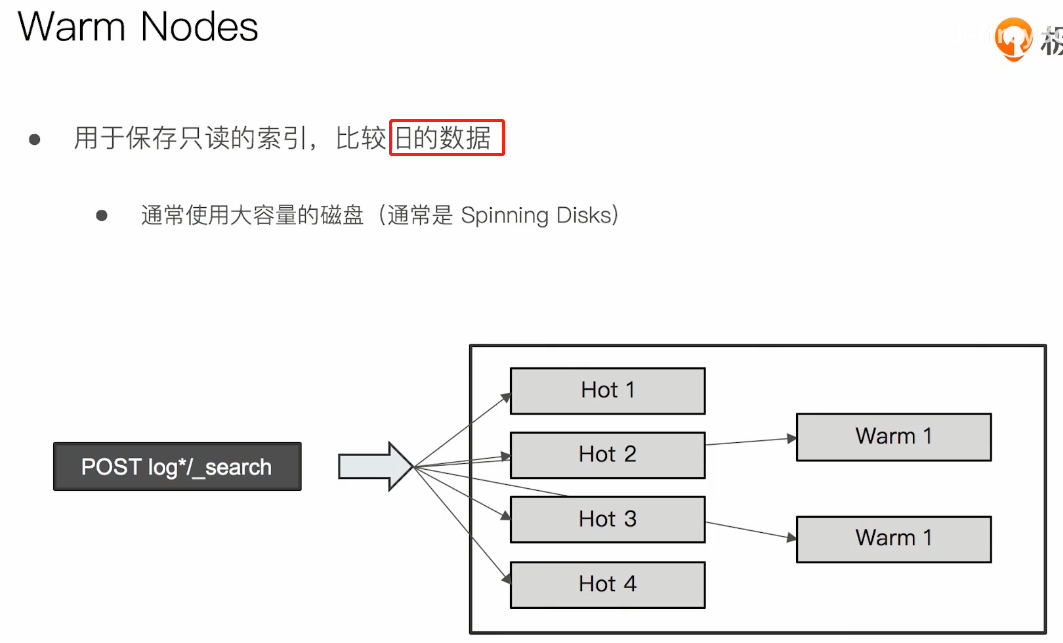 Warm Nodes
极
用于保存只读的索引，比较旧的数据
通常使用大容量的磁盘（通常是 Spinning Disks）
POST log*/_search
Hot 1
Hot 2
Hot 3
Hot 4
Warm 1
Warm 1